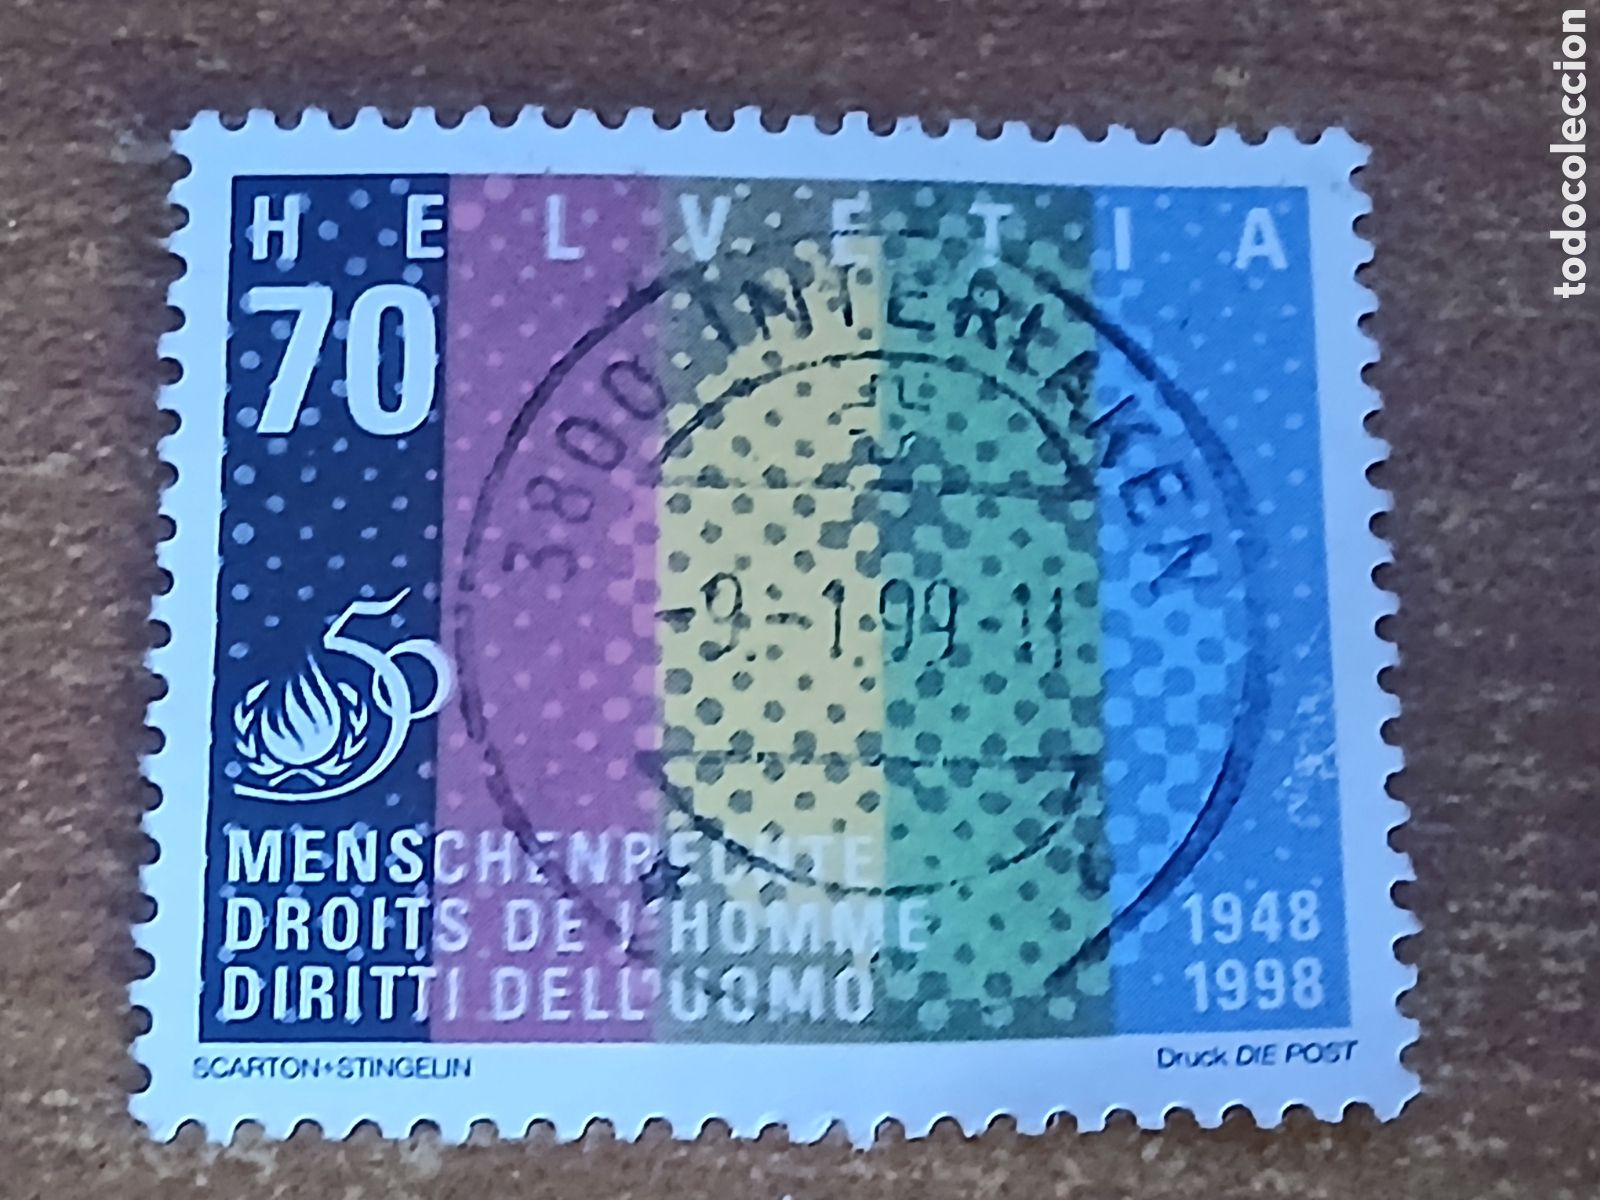 HELVETIA
70
3800 INTERLAKEN
-9.-1.99 11
50
MENSCHENRECHTE
DROITS DE L'HOMME
DIRITTI DELL'UOMO
1948
1998
SCARTON+STINGELIN
Druck DIE POST
todocoleccion